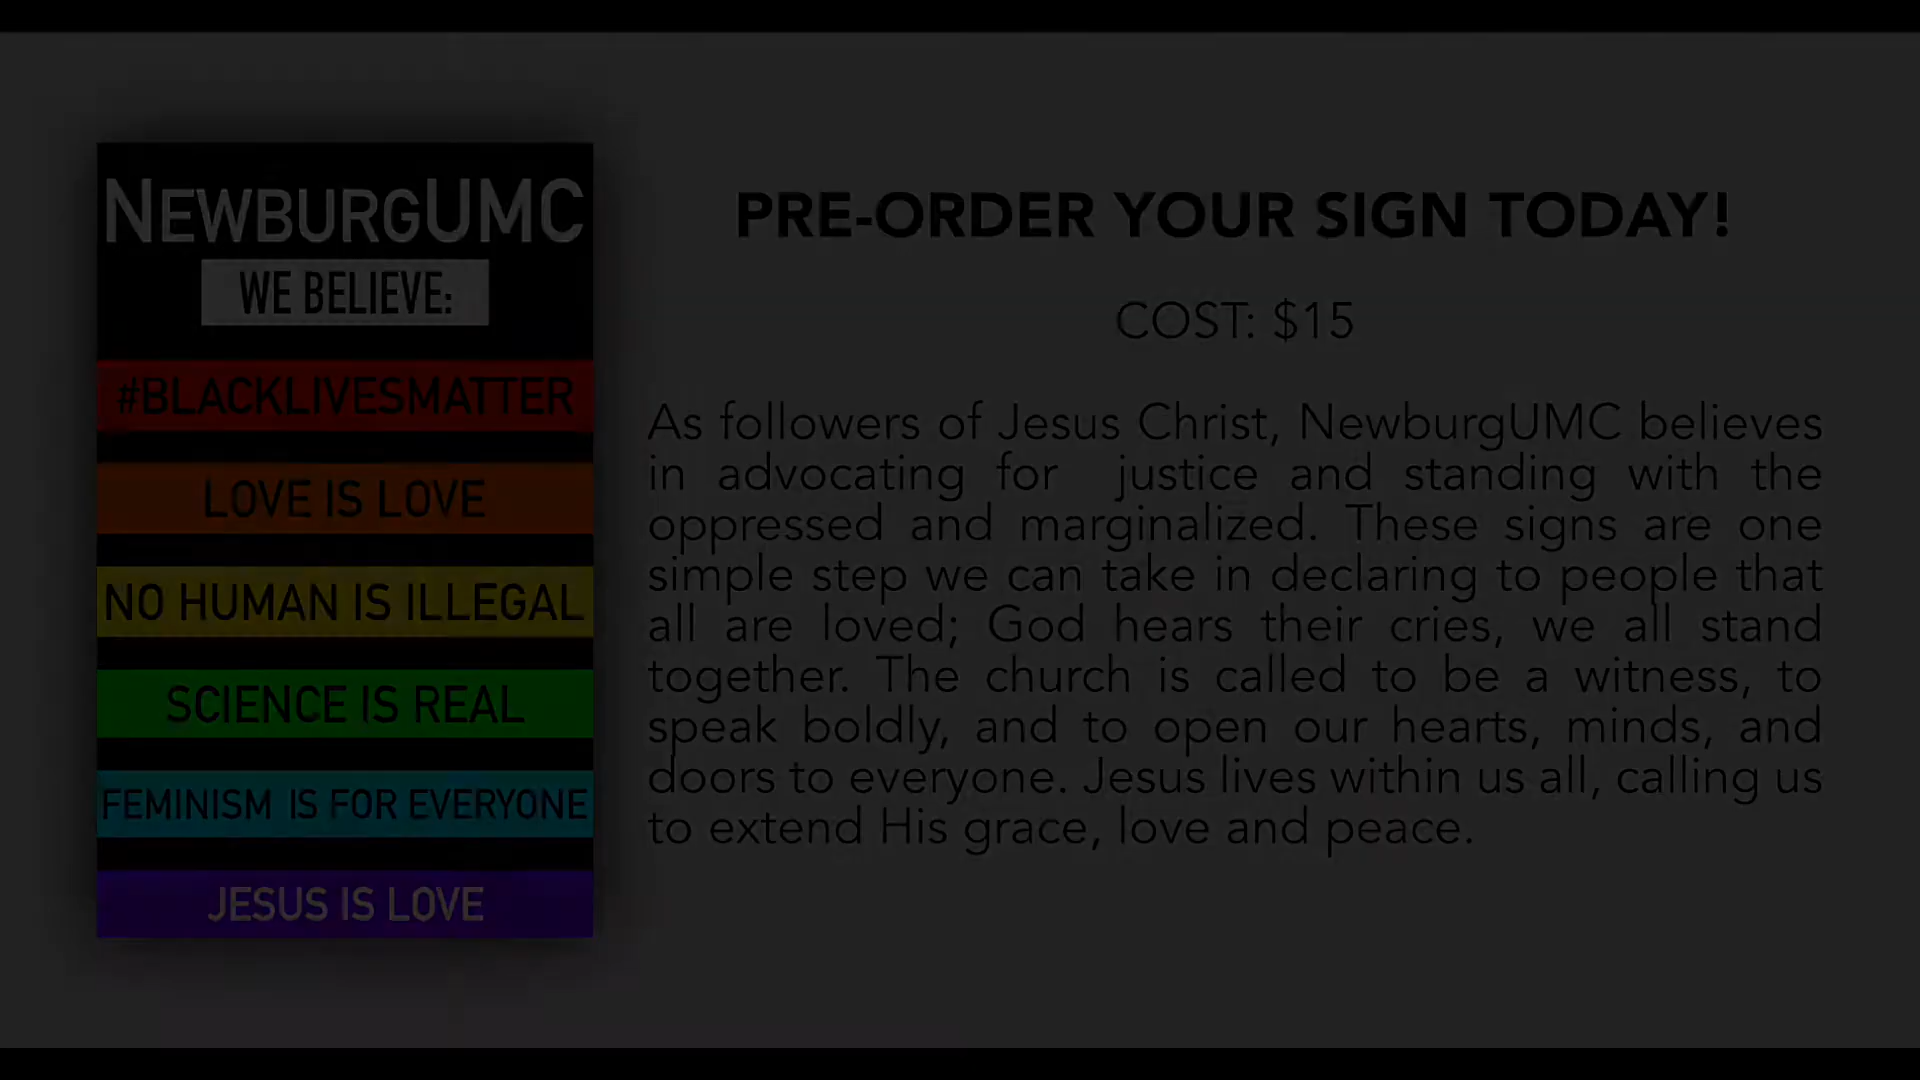 NEWBURGUMC
WE BELIEVE:
#BLACKLIVESMATTER
LOVE IS LOVE
NO HUMAN IS ILLEGAL
SCIENCE IS REAL
FEMINISM IS FOR EVERYONE
JESUS IS LOVE
PRE-ORDER YOUR SIGN TODAY!
COST: $15
As followers of Jesus Christ, NewburgUMC believes
in advocating for justice and standing with the
oppressed and marginalized. These signs are one
simple step we can take in declaring to people that
all are loved; God hears their cries, we all stand
together. The church is called to be a witness, to
speak boldly, and to open our hearts, minds, and
doors to everyone. Jesus lives within us all, calling us
to extend His grace, love and peace.